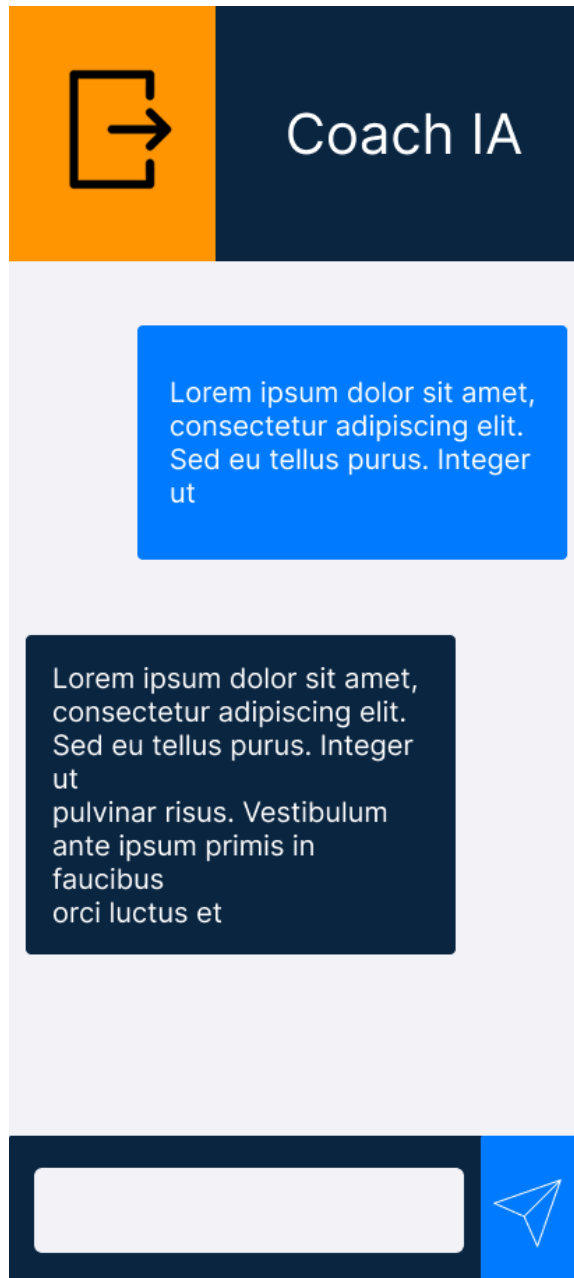 Coach IA
Lorem ipsum dolor sit amet,
consectetur adipiscing elit.
Sed eu tellus purus. Integer
ut
Lorem ipsum dolor sit amet,
consectetur adipiscing elit.
Sed eu tellus purus. Integer
ut
pulvinar risus. Vestibulum
ante ipsum primis in
faucibus
orci luctus et